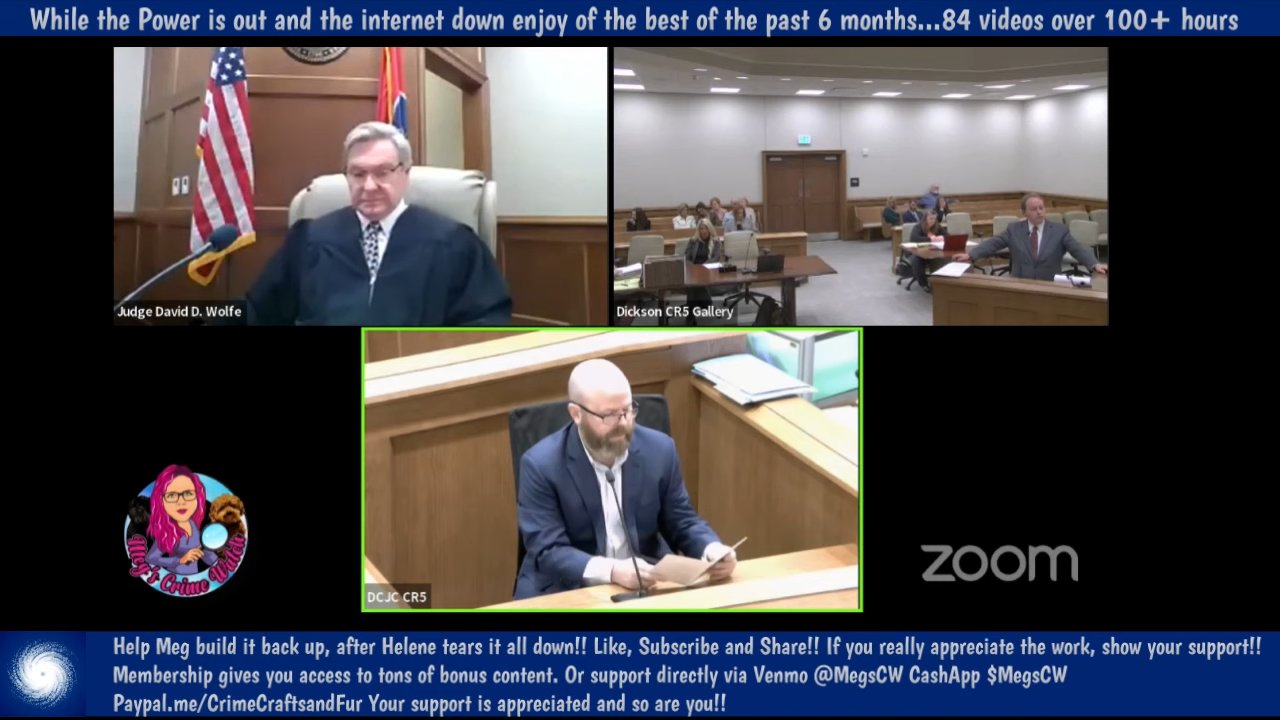 While the Power is out and the internet down enjoy of the best of the past 6 months...84 videos over 100+ hours
Judge David D. Wolfe
Dickson CR5 Gallery
DCJC CR5
Meg's Crime Watch
zoom
Help Meg build it back up, after Helene tears it all down!! Like, Subscribe and Share!! If you really appreciate the work, show your support!!
Membership gives you access to tons of bonus content. Or support directly via Venmo @MegsCW CashApp $MegsCW
Paypal.me/CrimeCraftsandFur Your support is appreciated and so are you!!